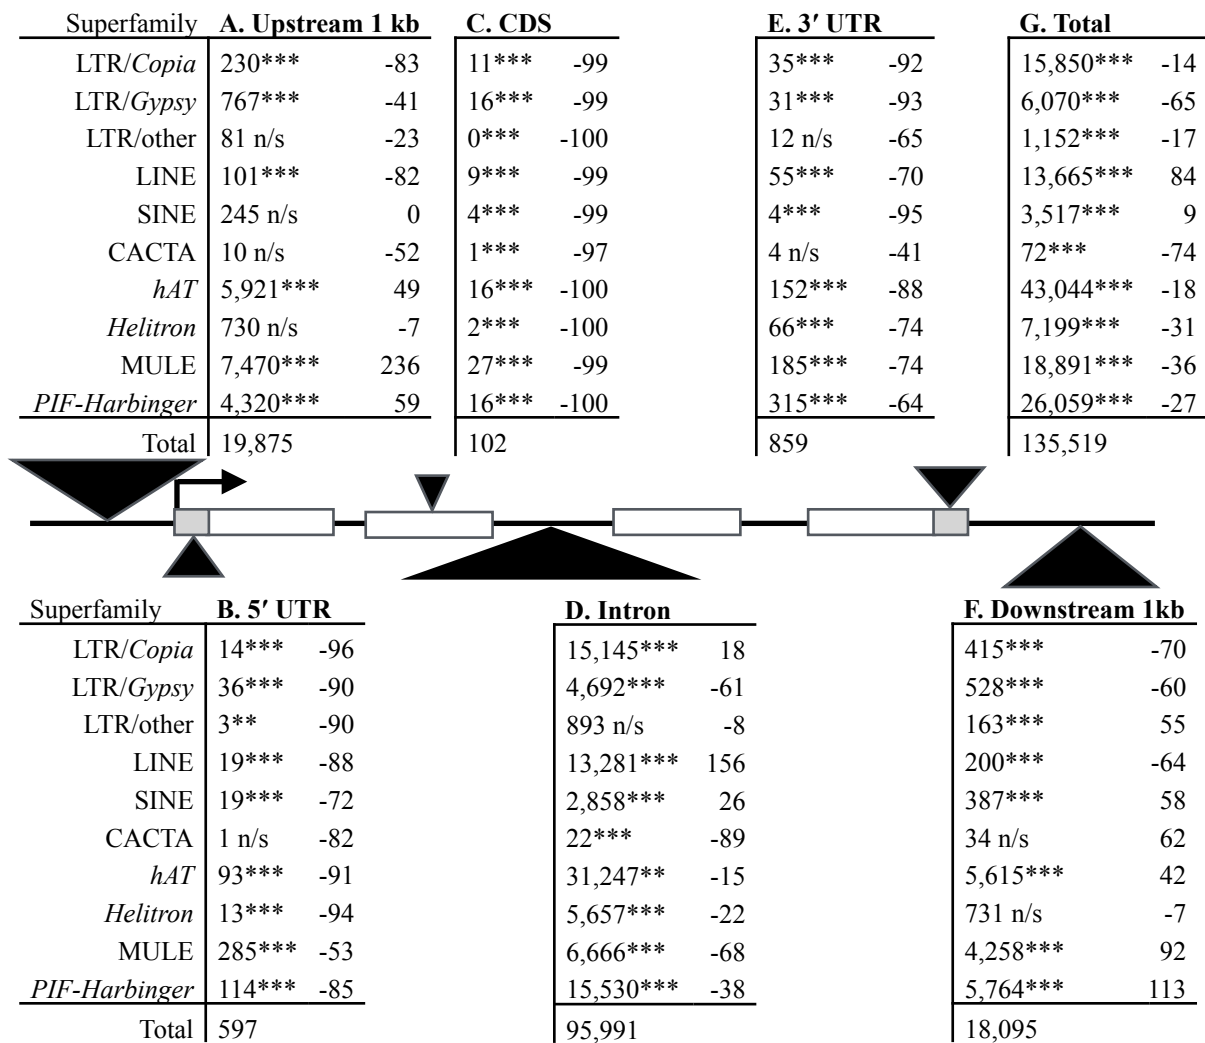 Superfamily A. Upstream 1 kb C. CDS E. 3′ UTR G. Total
LTR/Copia 230*** -83 11*** -99 35*** -92 15,850*** -14
LTR/Gypsy 767*** -41 16*** -99 31*** -93 6,070*** -65
LTR/other 81 n/s -23 0*** -100 12 n/s -65 1,152*** -17
LINE 101*** -82 9*** -99 55*** -70 13,665*** 84
SINE 245 n/s 0 4*** -99 4*** -95 3,517*** 9
CACTA 10 n/s -52 1*** -97 4 n/s -41 72*** -74
hAT 5,921*** 49 16*** -100 152*** -88 43,044*** -18
Helitron 730 n/s -7 2*** -100 66*** -74 7,199*** -31
MULE 7,470*** 236 27*** -99 185*** -74 18,891*** -36
PIF-Harbinger 4,320*** 59 16*** -100 315*** -64 26,059*** -27
Total 19,875 102 859 135,519
Superfamily B. 5′ UTR D. Intron F. Downstream 1kb
LTR/Copia 14*** -96 15,145*** 18 415*** -70
LTR/Gypsy 36*** -90 4,692*** -61 528*** -60
LTR/other 3** -90 893 n/s -8 163*** 55
LINE 19*** -88 13,281*** 156 200*** -64
SINE 19*** -72 2,858*** 26 387*** 58
CACTA 1 n/s -82 22*** -89 34 n/s 62
hAT 93*** -91 31,247** -15 5,615*** 42
Helitron 13*** -94 5,657*** -22 731 n/s -7
MULE 285*** -53 6,666*** -68 4,258*** 92
PIF-Harbinger 114*** -85 15,530*** -38 5,764*** 113
Total 597 95,991 18,095